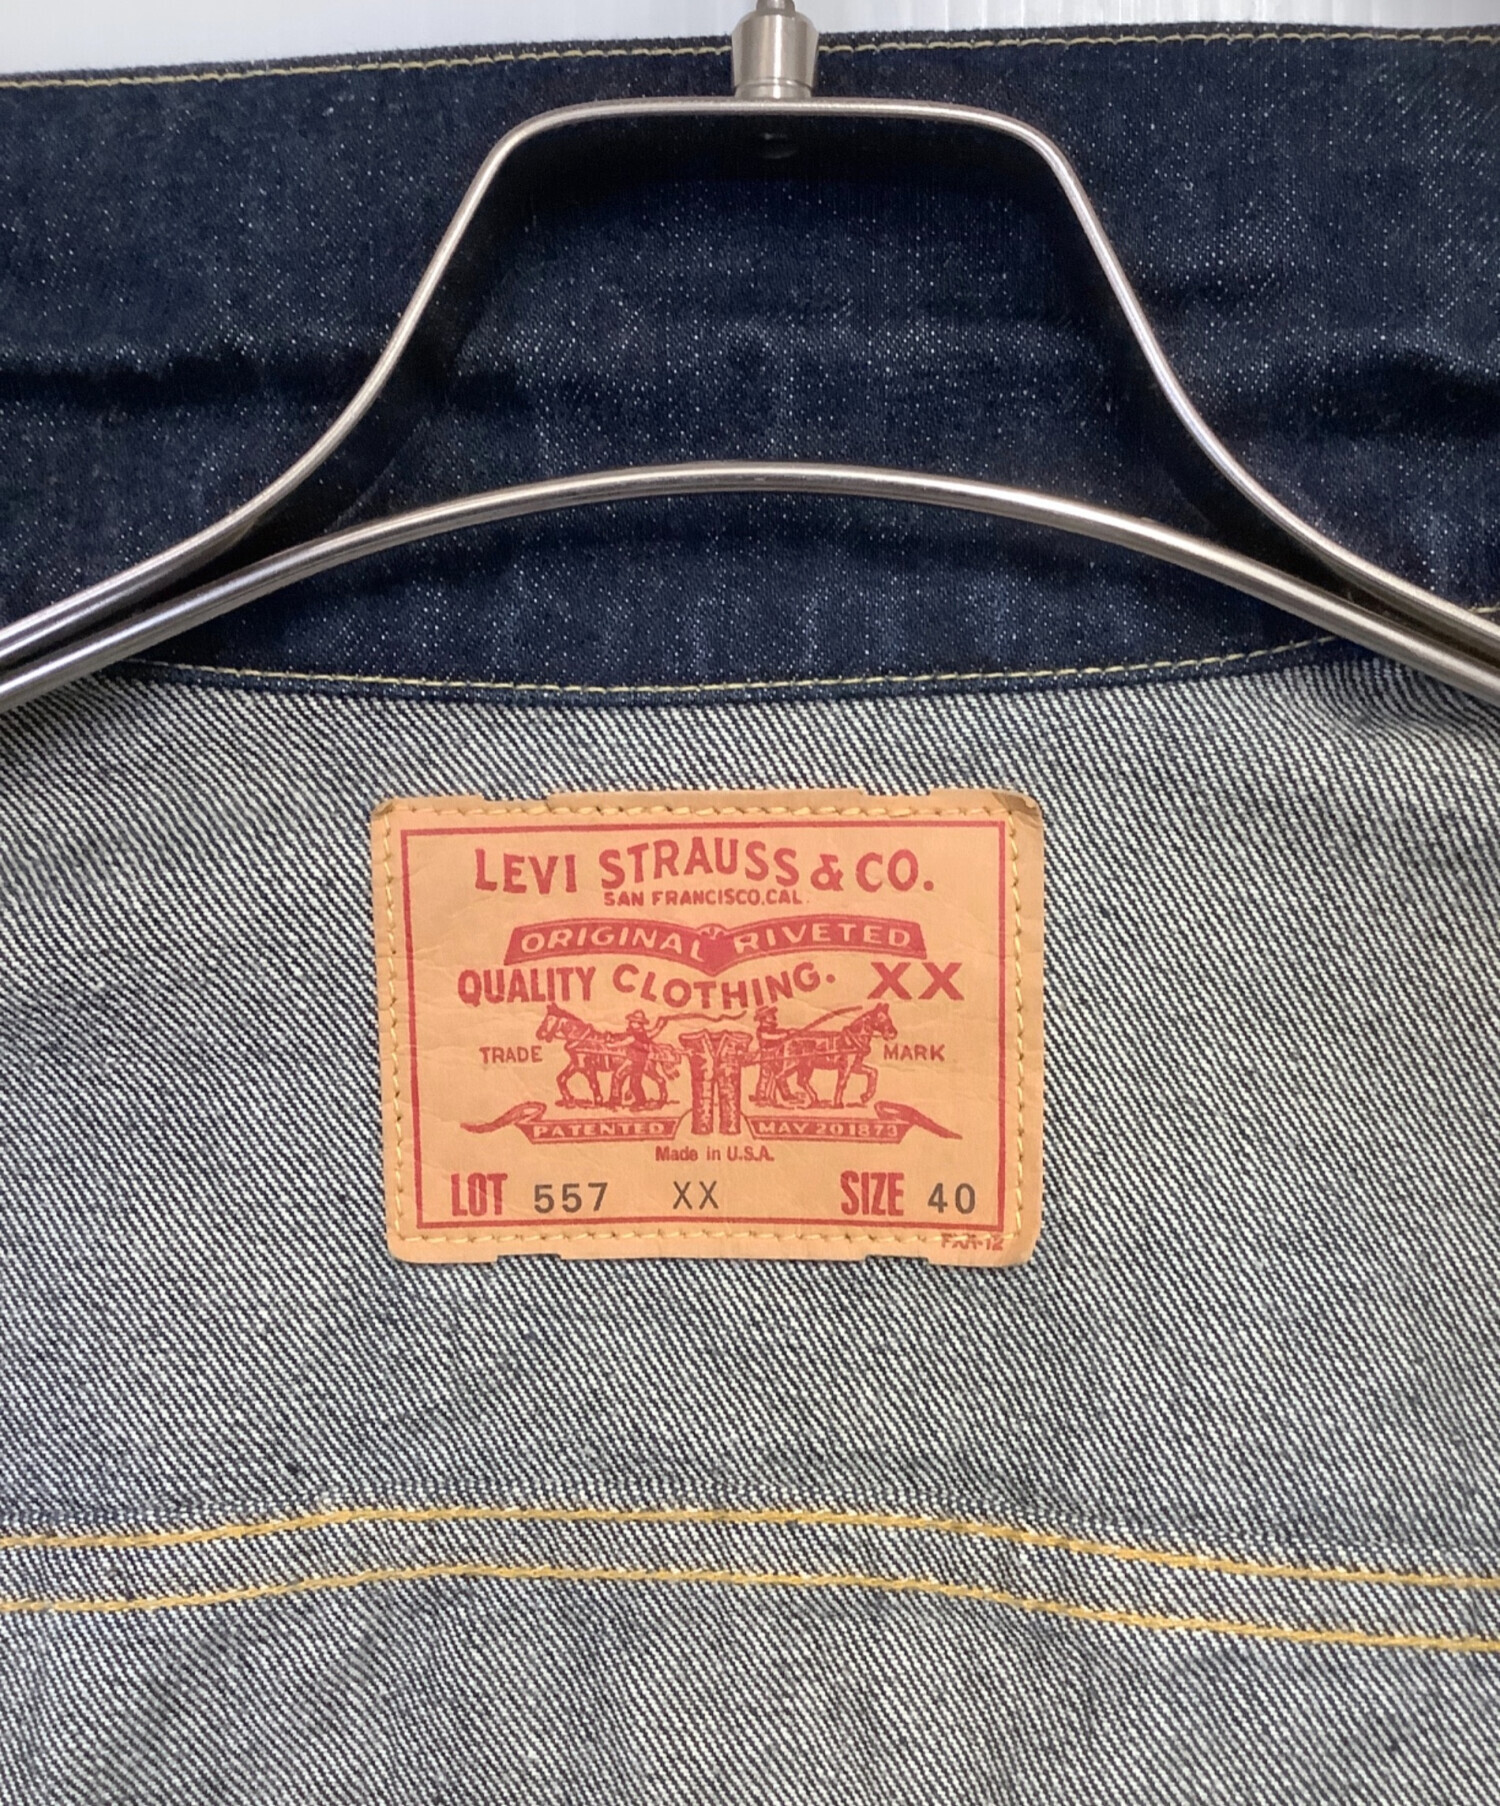 LEVI STRAUSS & CO.
SAN FRANCISCO, CAL.
ORIGINAL RIVETED
QUALITY CLOTHING. XX
TRADE MARK
PATENTED MAY 20 1873
Made in U.S.A.
LOT 557 XX SIZE 40